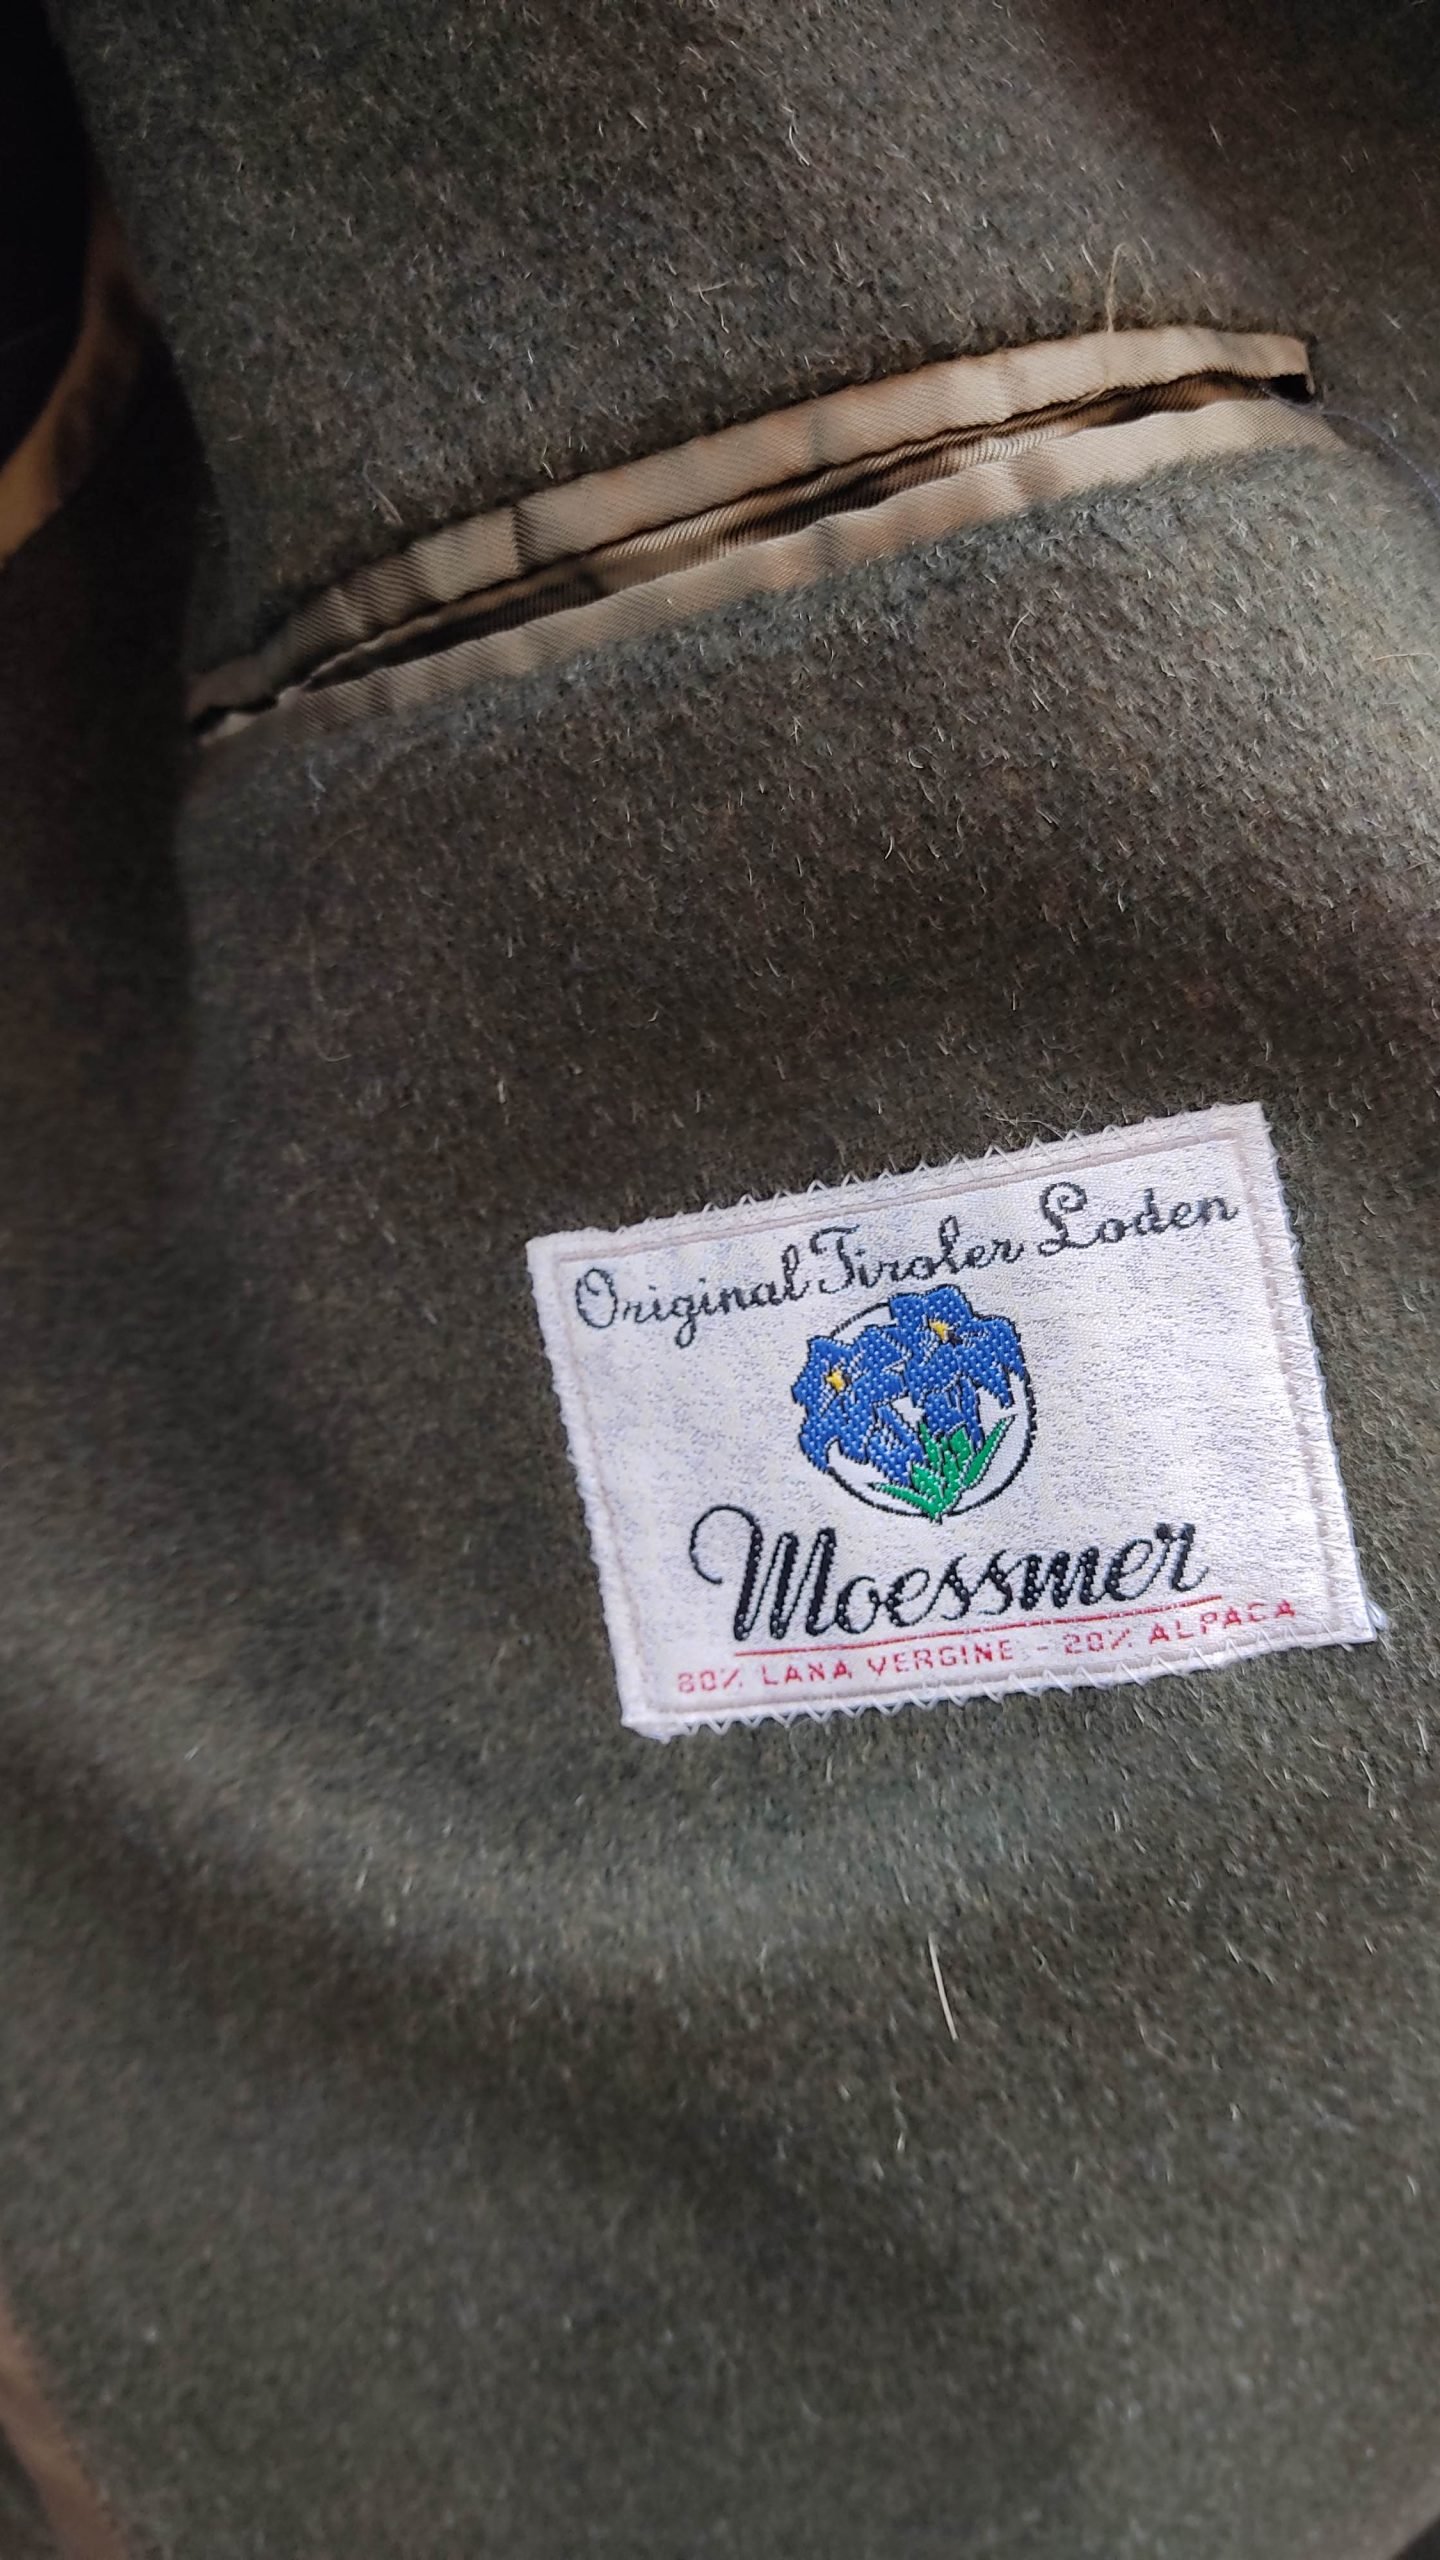 Original Tiroler Loden
Moessmer
80% LANA VERGINE - 20% ALPACA